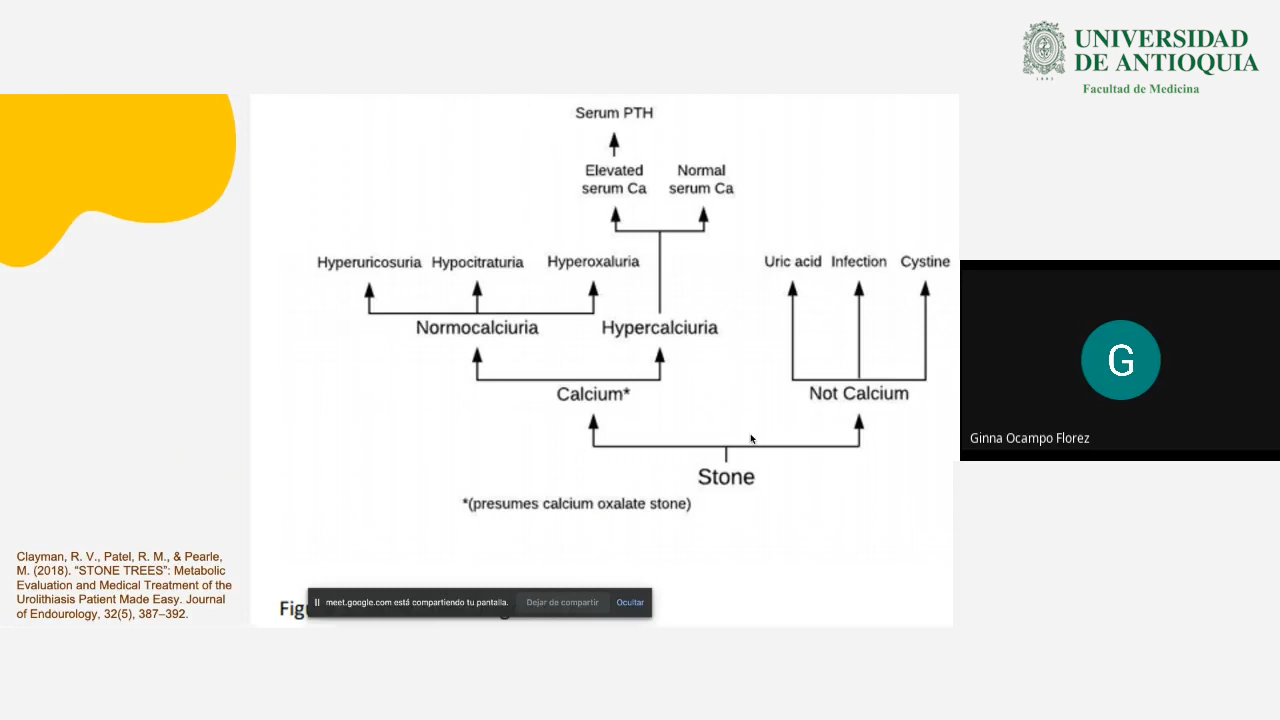 UNIVERSIDAD
DE ANTIOQUIA
1803
Facultad de Medicina
Serum PTH
Elevated
serum Ca
Normal
serum Ca
Hyperuricosuria
Hypocitraturia
Hyperoxaluria
Uric acid
Infection
Cystine
Normocalciuria
Hypercalciuria
Calcium*
Not Calcium
Stone
*(presumes calcium oxalate stone)
Clayman, R. V., Patel, R. M., & Pearle,
M. (2018). "STONE TREES": Metabolic
Evaluation and Medical Treatment of the
Urolithiasis Patient Made Easy. Journal
of Endourology, 32(5), 387–392.
meet.google.com está compartiendo tu pantalla.
Dejar de compartir
Ocultar
G
Ginna Ocampo Florez